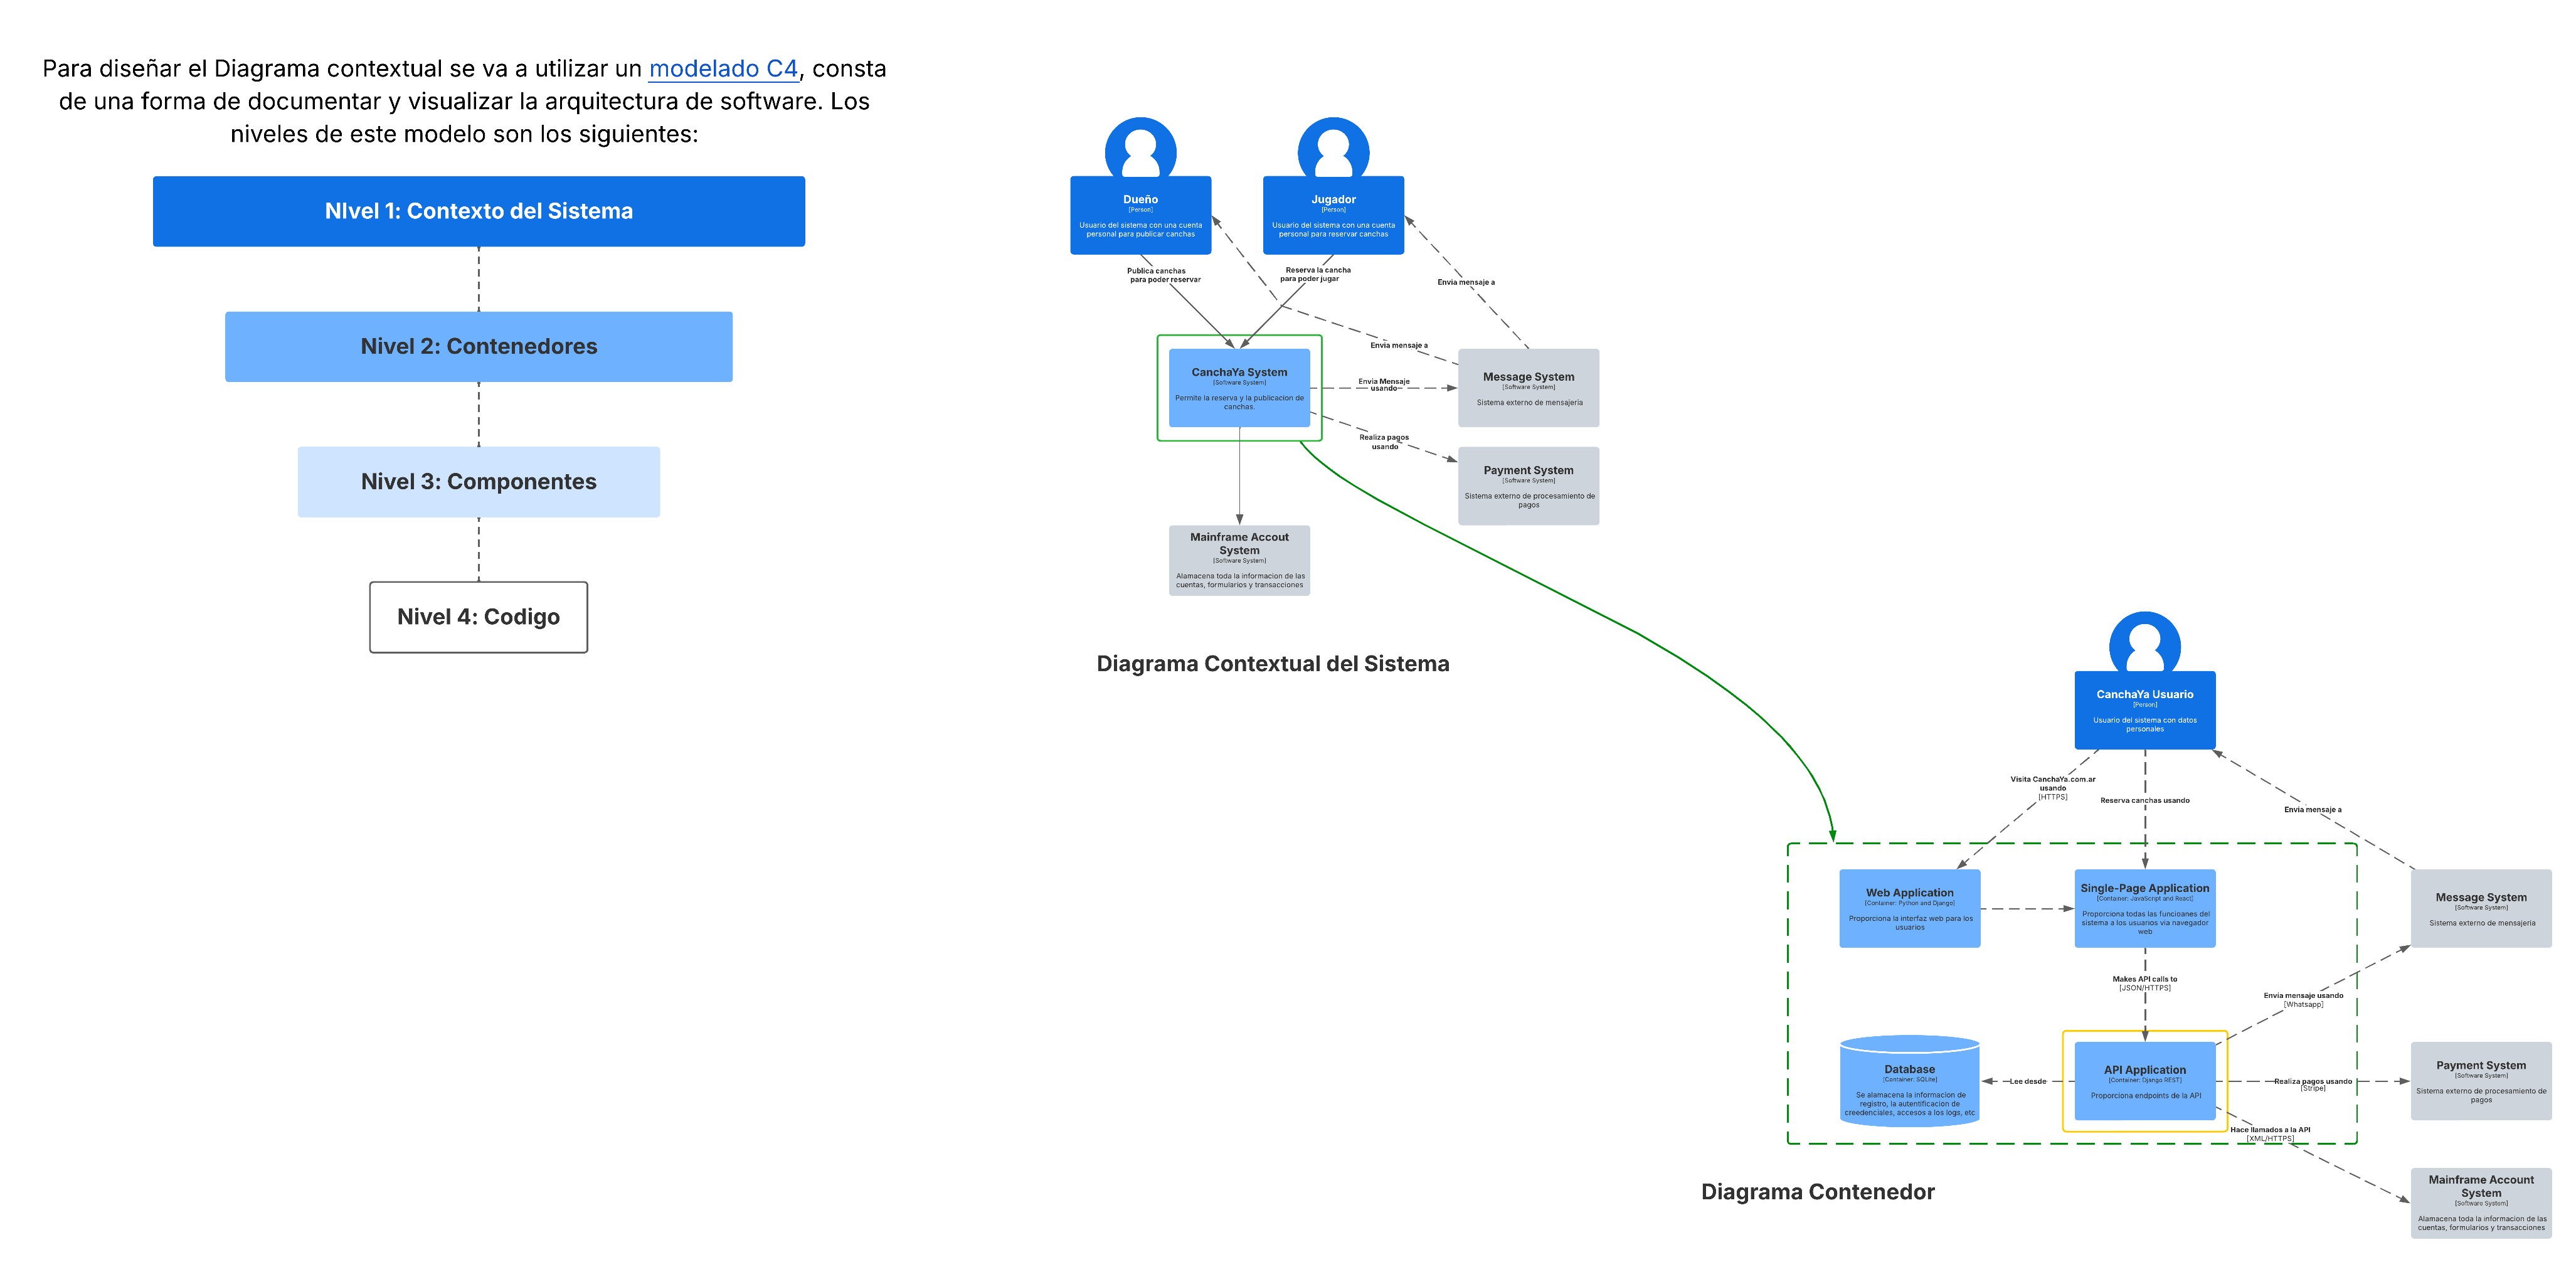 Para diseñar el Diagrama contextual se va a utilizar un modelado C4, consta
de una forma de documentar y visualizar la arquitectura de software. Los
niveles de este modelo son los siguientes:
NIvel 1: Contexto del Sistema
Nivel 2: Contenedores
Nivel 3: Componentes
Nivel 4: Codigo
Dueño
[Person]
Usuario del sistema con una cuenta
personal para publicar canchas
Jugador
[Person]
Usuario del sistema con una cuenta
personal para reservar canchas
Publica canchas
para poder reservar
Reserva la cancha
para poder jugar
Envia mensaje a
Envia mensaje a
CanchaYa System
[Software System]
Permite la reserva y la publicacion de
canchas.
Envia Mensaje
usando
Message System
[Software System]
Sistema externo de mensajeria
Realiza pagos
usando
Payment System
[Software System]
Sistema externo de procesamiento de
pagos
Mainframe Accout
System
[Software System]
Alamacena toda la informacion de las
cuentas, formularios y transacciones
Diagrama Contextual del Sistema
CanchaYa Usuario
[Person]
Usuario del sistema con datos
personales
Visita CanchaYa.com.ar
usando
[HTTPS]
Reserva canchas usando
Envia mensaje a
Web Application
[Container: Python and Django]
Proporciona la interfaz web para los
usuarios
Single-Page Application
[Container: JavaScript and React]
Proporciona todas las funcioanes del
sistema a los usuarios via navegador
web
Message System
[Software System]
Sistema externo de mensajeria
Makes API calls to
[JSON/HTTPS]
Envia mensaje usando
[Whatsapp]
Database
[Container: SQLite]
Se alamacena la informacion de
registro, la autentificacion de
creedenciales, accesos a los logs, etc
Lee desde
API Application
[Container: Django REST]
Proporciona endpoints de la API
Realiza pagos usando
[Stripe]
Payment System
[Software System]
Sistema externo de procesamiento de
pagos
Hace llamados a la API
[XML/HTTPS]
Mainframe Account
System
[Software System]
Alamacena toda la informacion de las
cuentas, formularios y transacciones
Diagrama Contenedor